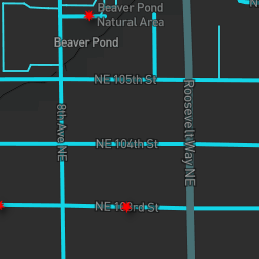 Beaver Pond
Natural Area
Beaver Pond
NE 105th St
8th Ave NE
Roosevelt Way NE
NE 104th St
NE 103rd St